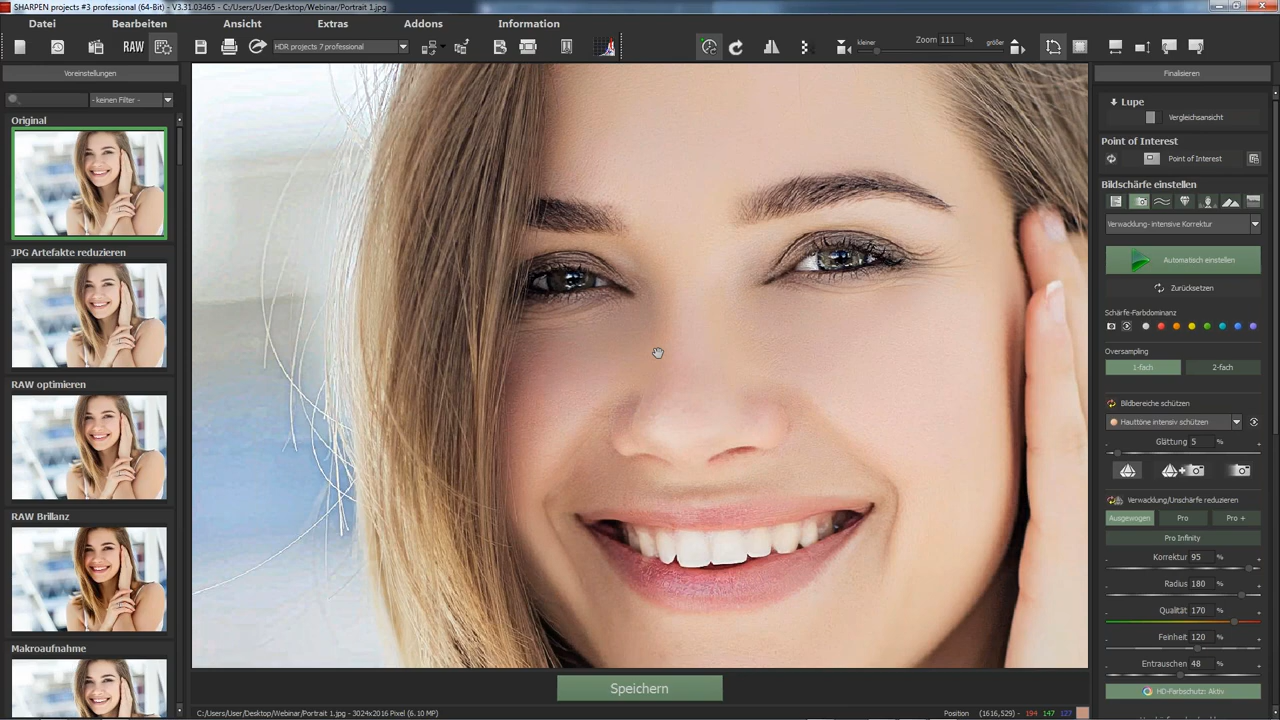 SHARPEN projects #3 professional (64-Bit) - V3.31.03465 - C:/Users/User/Desktop/Webinar/Portrait 1.jpg
Datei Bearbeiten Ansicht Extras Addons Information
RAW HDR projects 7 professional kleiner Zoom 111 % größer
Voreinstellungen
- keinen Filter -
Original
JPG Artefakte reduzieren
RAW optimieren
RAW Brillanz
Makroaufnahme
Finalisieren
Lupe
Vergleichsansicht
Point of Interest
Point of Interest
Bildschärfe einstellen
Verwacklung- intensive Korrektur
Automatisch einstellen
Zurücksetzen
Schärfe-Farbdominanz
Oversampling
1-fach 2-fach
Bildbereiche schützen
Hauttöne intensiv schützen
Glättung 5 %
Verwacklung/Unschärfe reduzieren
Ausgewogen Pro Pro +
Pro Infinity
Korrektur 95 %
Radius 180 %
Qualität 170 %
Feinheit 120 %
Entrauschen 48 %
HD-Farbschutz: Aktiv
Speichern
C:/Users/User/Desktop/Webinar/Portrait 1.jpg - 3024x2016 Pixel (6.10 MP) Position (1616,529) - 194 147 127